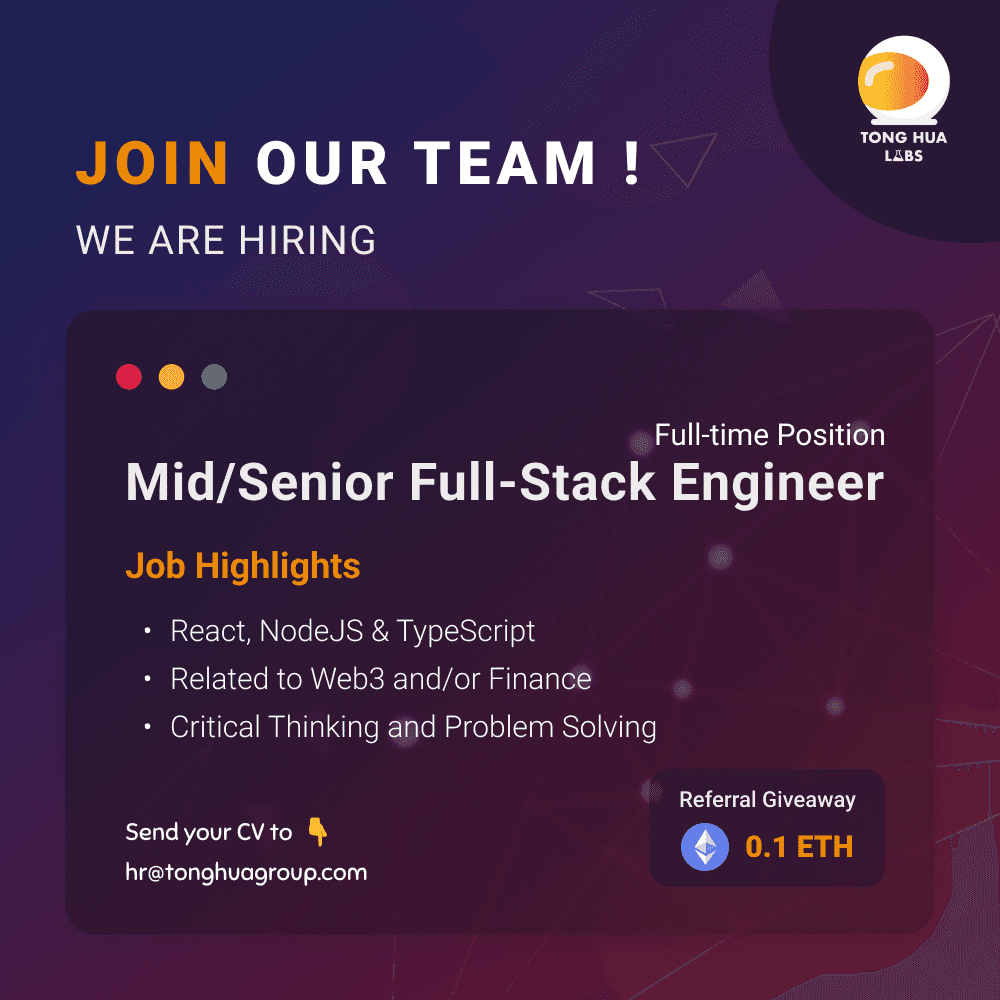 TONG HUA
LABS
JOIN OUR TEAM !
WE ARE HIRING
Full-time Position
Mid/Senior Full-Stack Engineer
Job Highlights
• React, NodeJS & TypeScript
• Related to Web3 and/or Finance
• Critical Thinking and Problem Solving
Send your CV to 👇
hr@tonghuagroup.com
Referral Giveaway
0.1 ETH